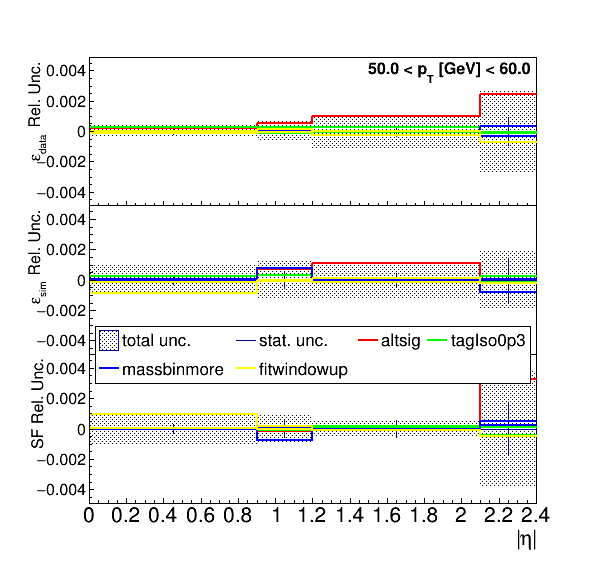 50.0 < p_T [GeV] < 60.0
ε_data Rel. Unc.
0.004
0.002
0
−0.002
−0.004
ε_sim Rel. Unc.
0.004
0.002
0
−0.002
−0.004
total unc. stat. unc. altsig tagIso0p3
massbinmore fitwindowup
SF Rel. Unc.
0.004
0.002
0
−0.002
−0.004
0 0.2 0.4 0.6 0.8 1 1.2 1.4 1.6 1.8 2 2.2 2.4
|η|